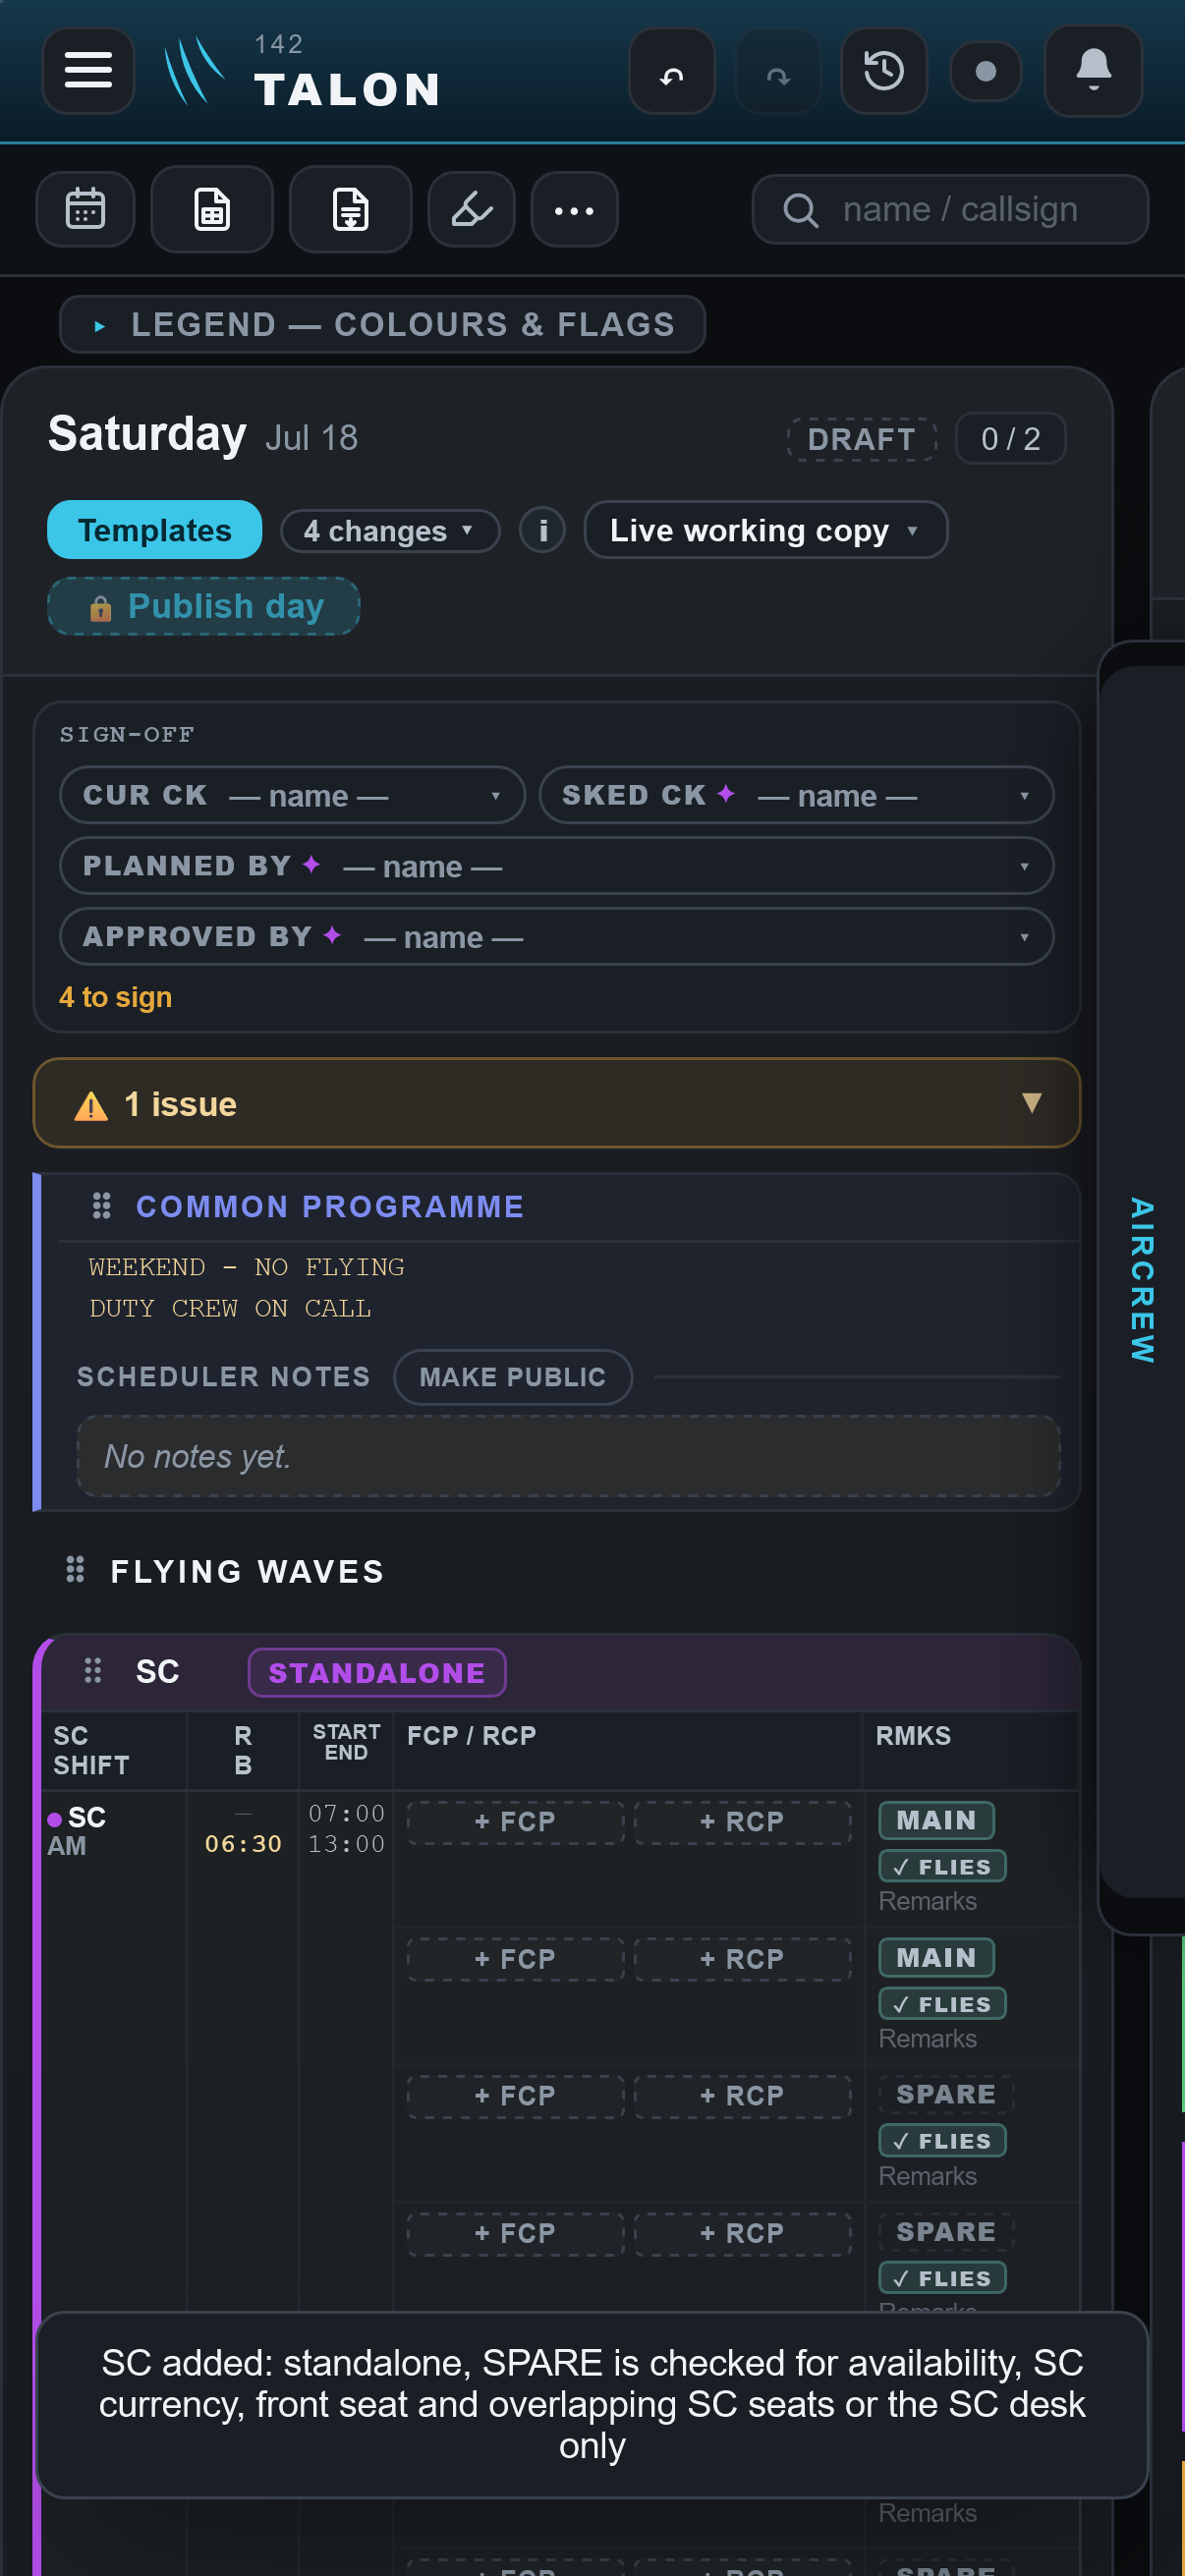 142
TALON
name / callsign
LEGEND — COLOURS & FLAGS
Saturday Jul 18
DRAFT
0 / 2
Templates
4 changes
i
Live working copy
Publish day
SIGN-OFF
CUR CK — name —
SKED CK — name —
PLANNED BY — name —
APPROVED BY — name —
4 to sign
1 issue
COMMON PROGRAMME
WEEKEND - NO FLYING
DUTY CREW ON CALL
SCHEDULER NOTES MAKE PUBLIC
No notes yet.
AIRCREW
FLYING WAVES
SC STANDALONE
SC SHIFT
R B
START END
FCP / RCP
RMKS
SC AM
— 06:30
07:00 13:00
+ FCP + RCP
MAIN
✓ FLIES
Remarks
+ FCP + RCP
MAIN
✓ FLIES
Remarks
+ FCP + RCP
SPARE
✓ FLIES
Remarks
+ FCP + RCP
SPARE
✓ FLIES
Remarks
SC added: standalone, SPARE is checked for availability, SC
currency, front seat and overlapping SC seats or the SC desk
only
Remarks
SPARE